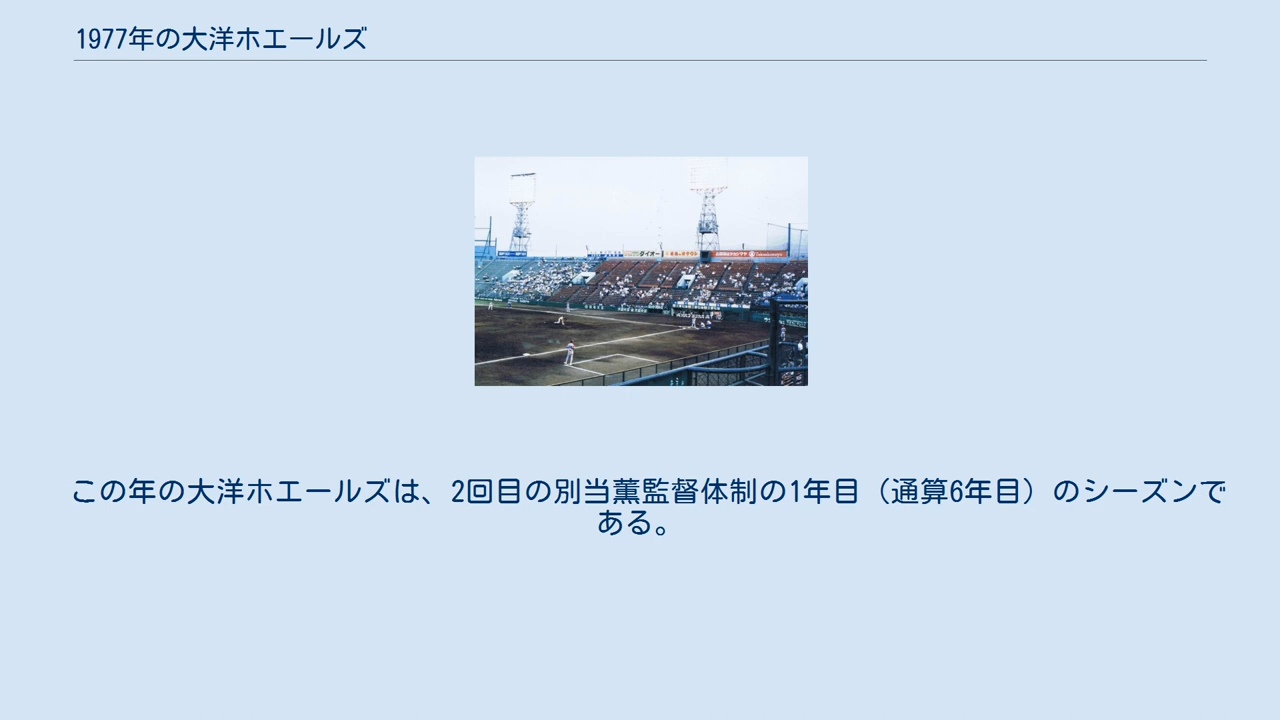 1977年の大洋ホエールズ
この年の大洋ホエールズは、2回目の別当薫監督体制の1年目（通算6年目）のシーズンで
ある。